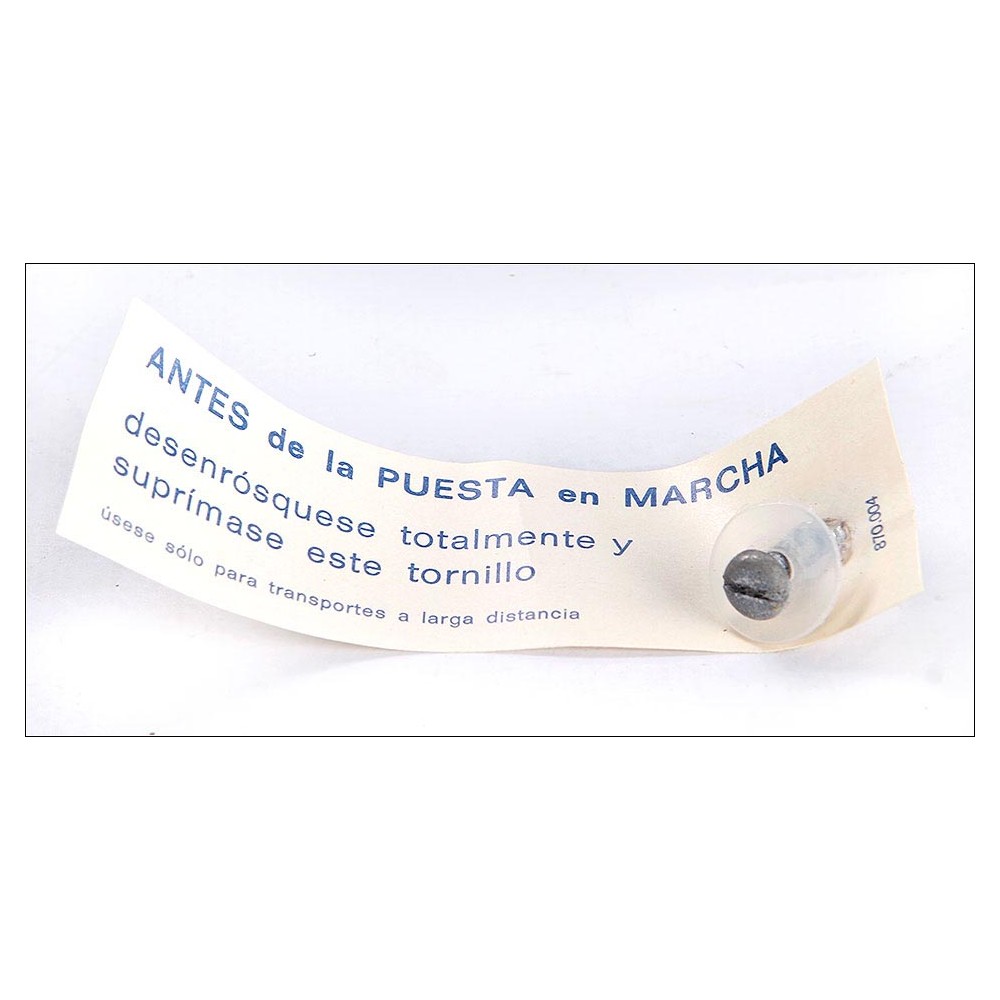 ANTES de la PUESTA en MARCHA
desenrósquese totalmente y
suprímase este tornillo
úsese sólo para transportes a larga distancia
870.004